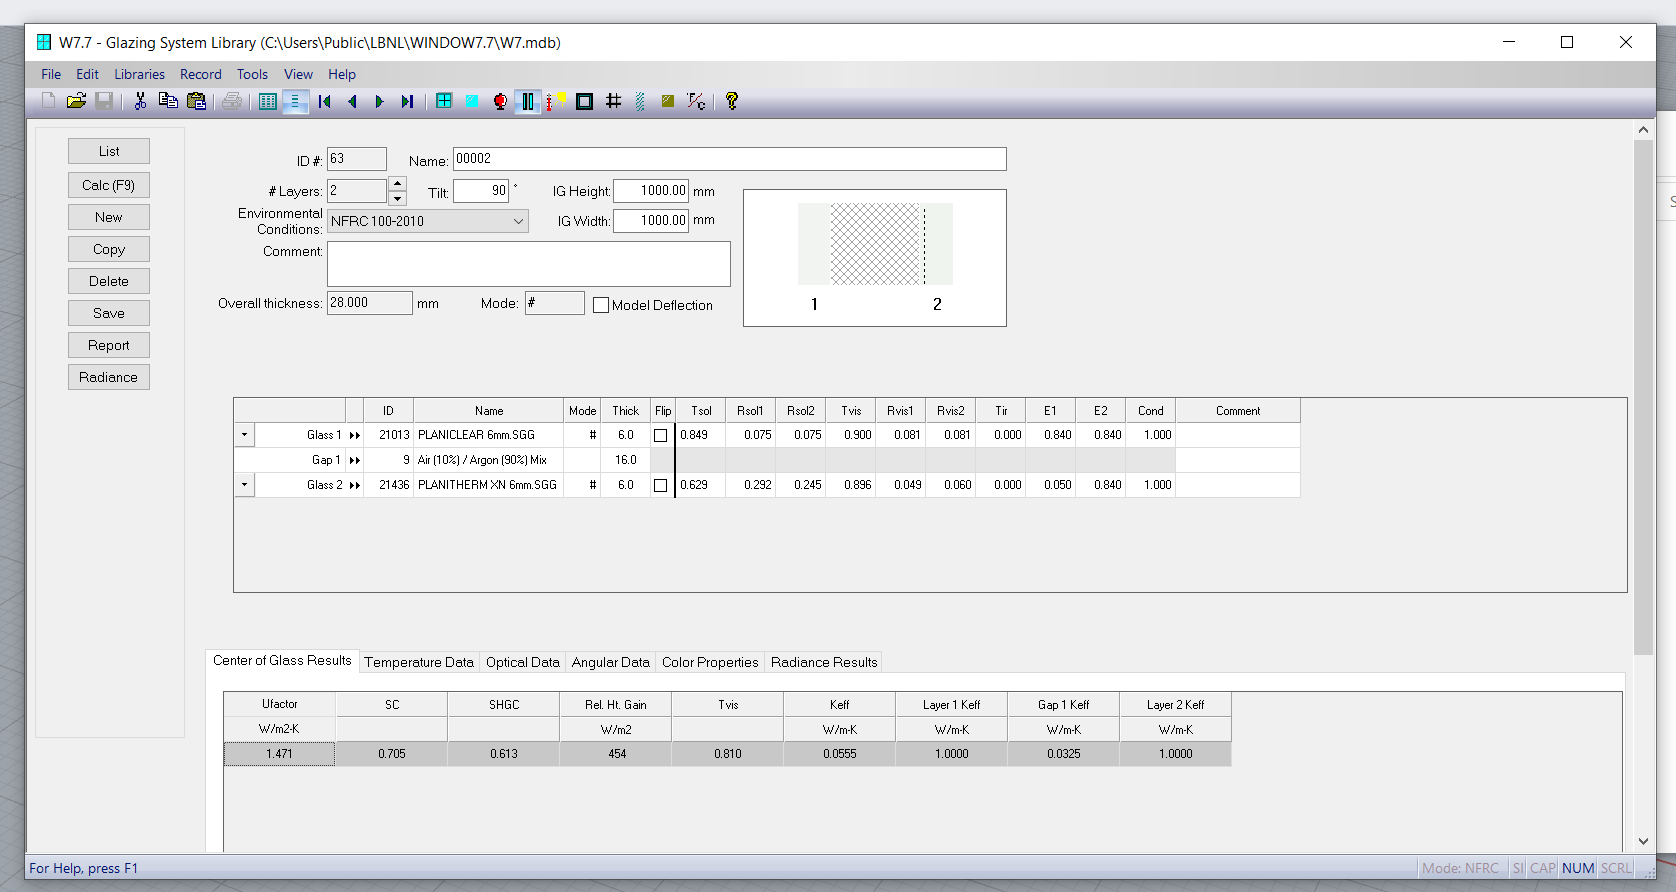 W7.7 - Glazing System Library (C:\Users\Public\LBNL\WINDOW7.7\W7.mdb)
File Edit Libraries Record Tools View Help
List
Calc (F9)
New
Copy
Delete
Save
Report
Radiance
ID #: 63 Name: 00002
# Layers: 2 Tilt: 90 ° IG Height: 1000.00 mm
Environmental Conditions: NFRC 100-2010 IG Width: 1000.00 mm
Comment:
Overall thickness: 28.000 mm Mode: # Model Deflection
1 2
ID Name Mode Thick Flip Tsol Rsol1 Rsol2 Tvis Rvis1 Rvis2 Tir E1 E2 Cond Comment
Glass 1 21013 PLANICLEAR 6mm.SGG # 6.0 0.849 0.075 0.075 0.900 0.081 0.081 0.000 0.840 0.840 1.000
Gap 1 9 Air (10%) / Argon (90%) Mix 16.0
Glass 2 21436 PLANITHERM XN 6mm.SGG # 6.0 0.629 0.292 0.245 0.896 0.049 0.060 0.000 0.050 0.840 1.000
Center of Glass Results Temperature Data Optical Data Angular Data Color Properties Radiance Results
Ufactor SC SHGC Rel. Ht. Gain Tvis Keff Layer 1 Keff Gap 1 Keff Layer 2 Keff
W/m2-K W/m2 W/m-K W/m-K W/m-K W/m-K
1.471 0.705 0.613 454 0.810 0.0555 1.0000 0.0325 1.0000
For Help, press F1 Mode: NFRC SI CAP NUM SCRL